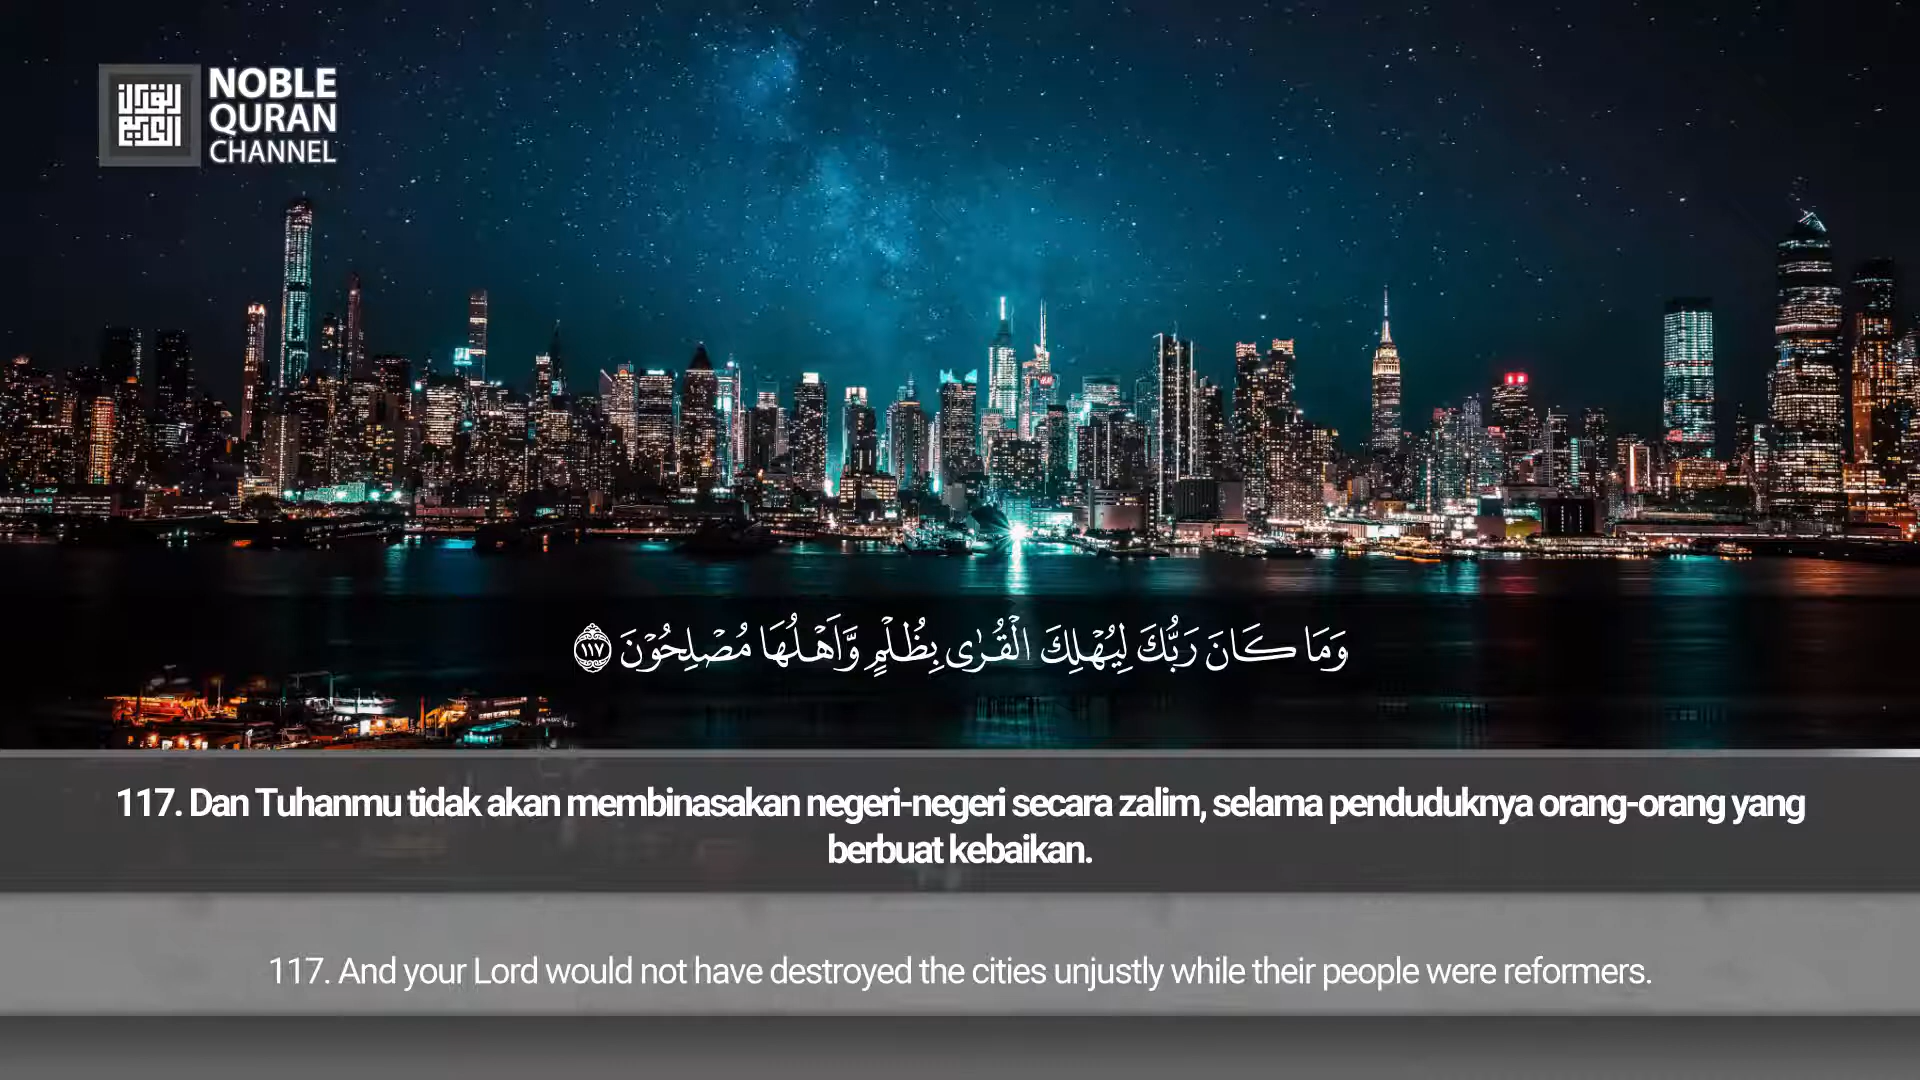 القرآن
الكريم
NOBLE
QURAN
CHANNEL
وَمَا كَانَ رَبُّكَ لِيُهْلِكَ الْقُرٰى بِظُلْمٍ وَّاَهْلُهَا مُصْلِحُوْنَ ١١٧
117. Dan Tuhanmu tidak akan membinasakan negeri-negeri secara zalim, selama penduduknya orang-orang yang
berbuat kebaikan.
117. And your Lord would not have destroyed the cities unjustly while their people were reformers.